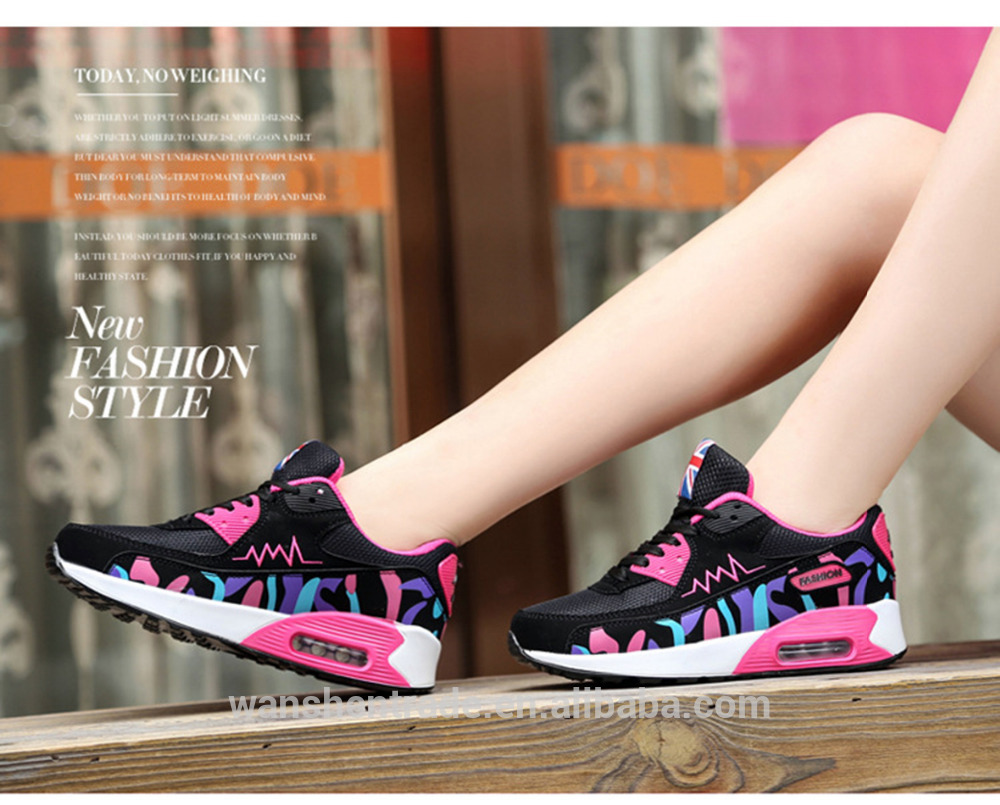 TODAY, NO WEIGHING
WHETHER YOU TO PUT ON LIGHT SUMMER DRESSES,
ARE STRICTLY ADHERE TO EXERCISE, OR GO ON A DIET
BUT DEAR YOU MUST UNDERSTAND THAT COMPULSIVE
THIN BODY FOR LONG-TERM TO MAINTAIN BODY
WEIGHT OR NO BENEFITS TO HEALTH OF BODY AND MIND
INSTEAD, YOU SHOULD BE MORE FOCUS ON WHETHER B
EAUTIFUL TODAY CLOTHES FIT, IF YOU HAPPY AND
HEALTHY STATE.
New
FASHION
STYLE
FASHION
wanshentrade.en.alibaba.com